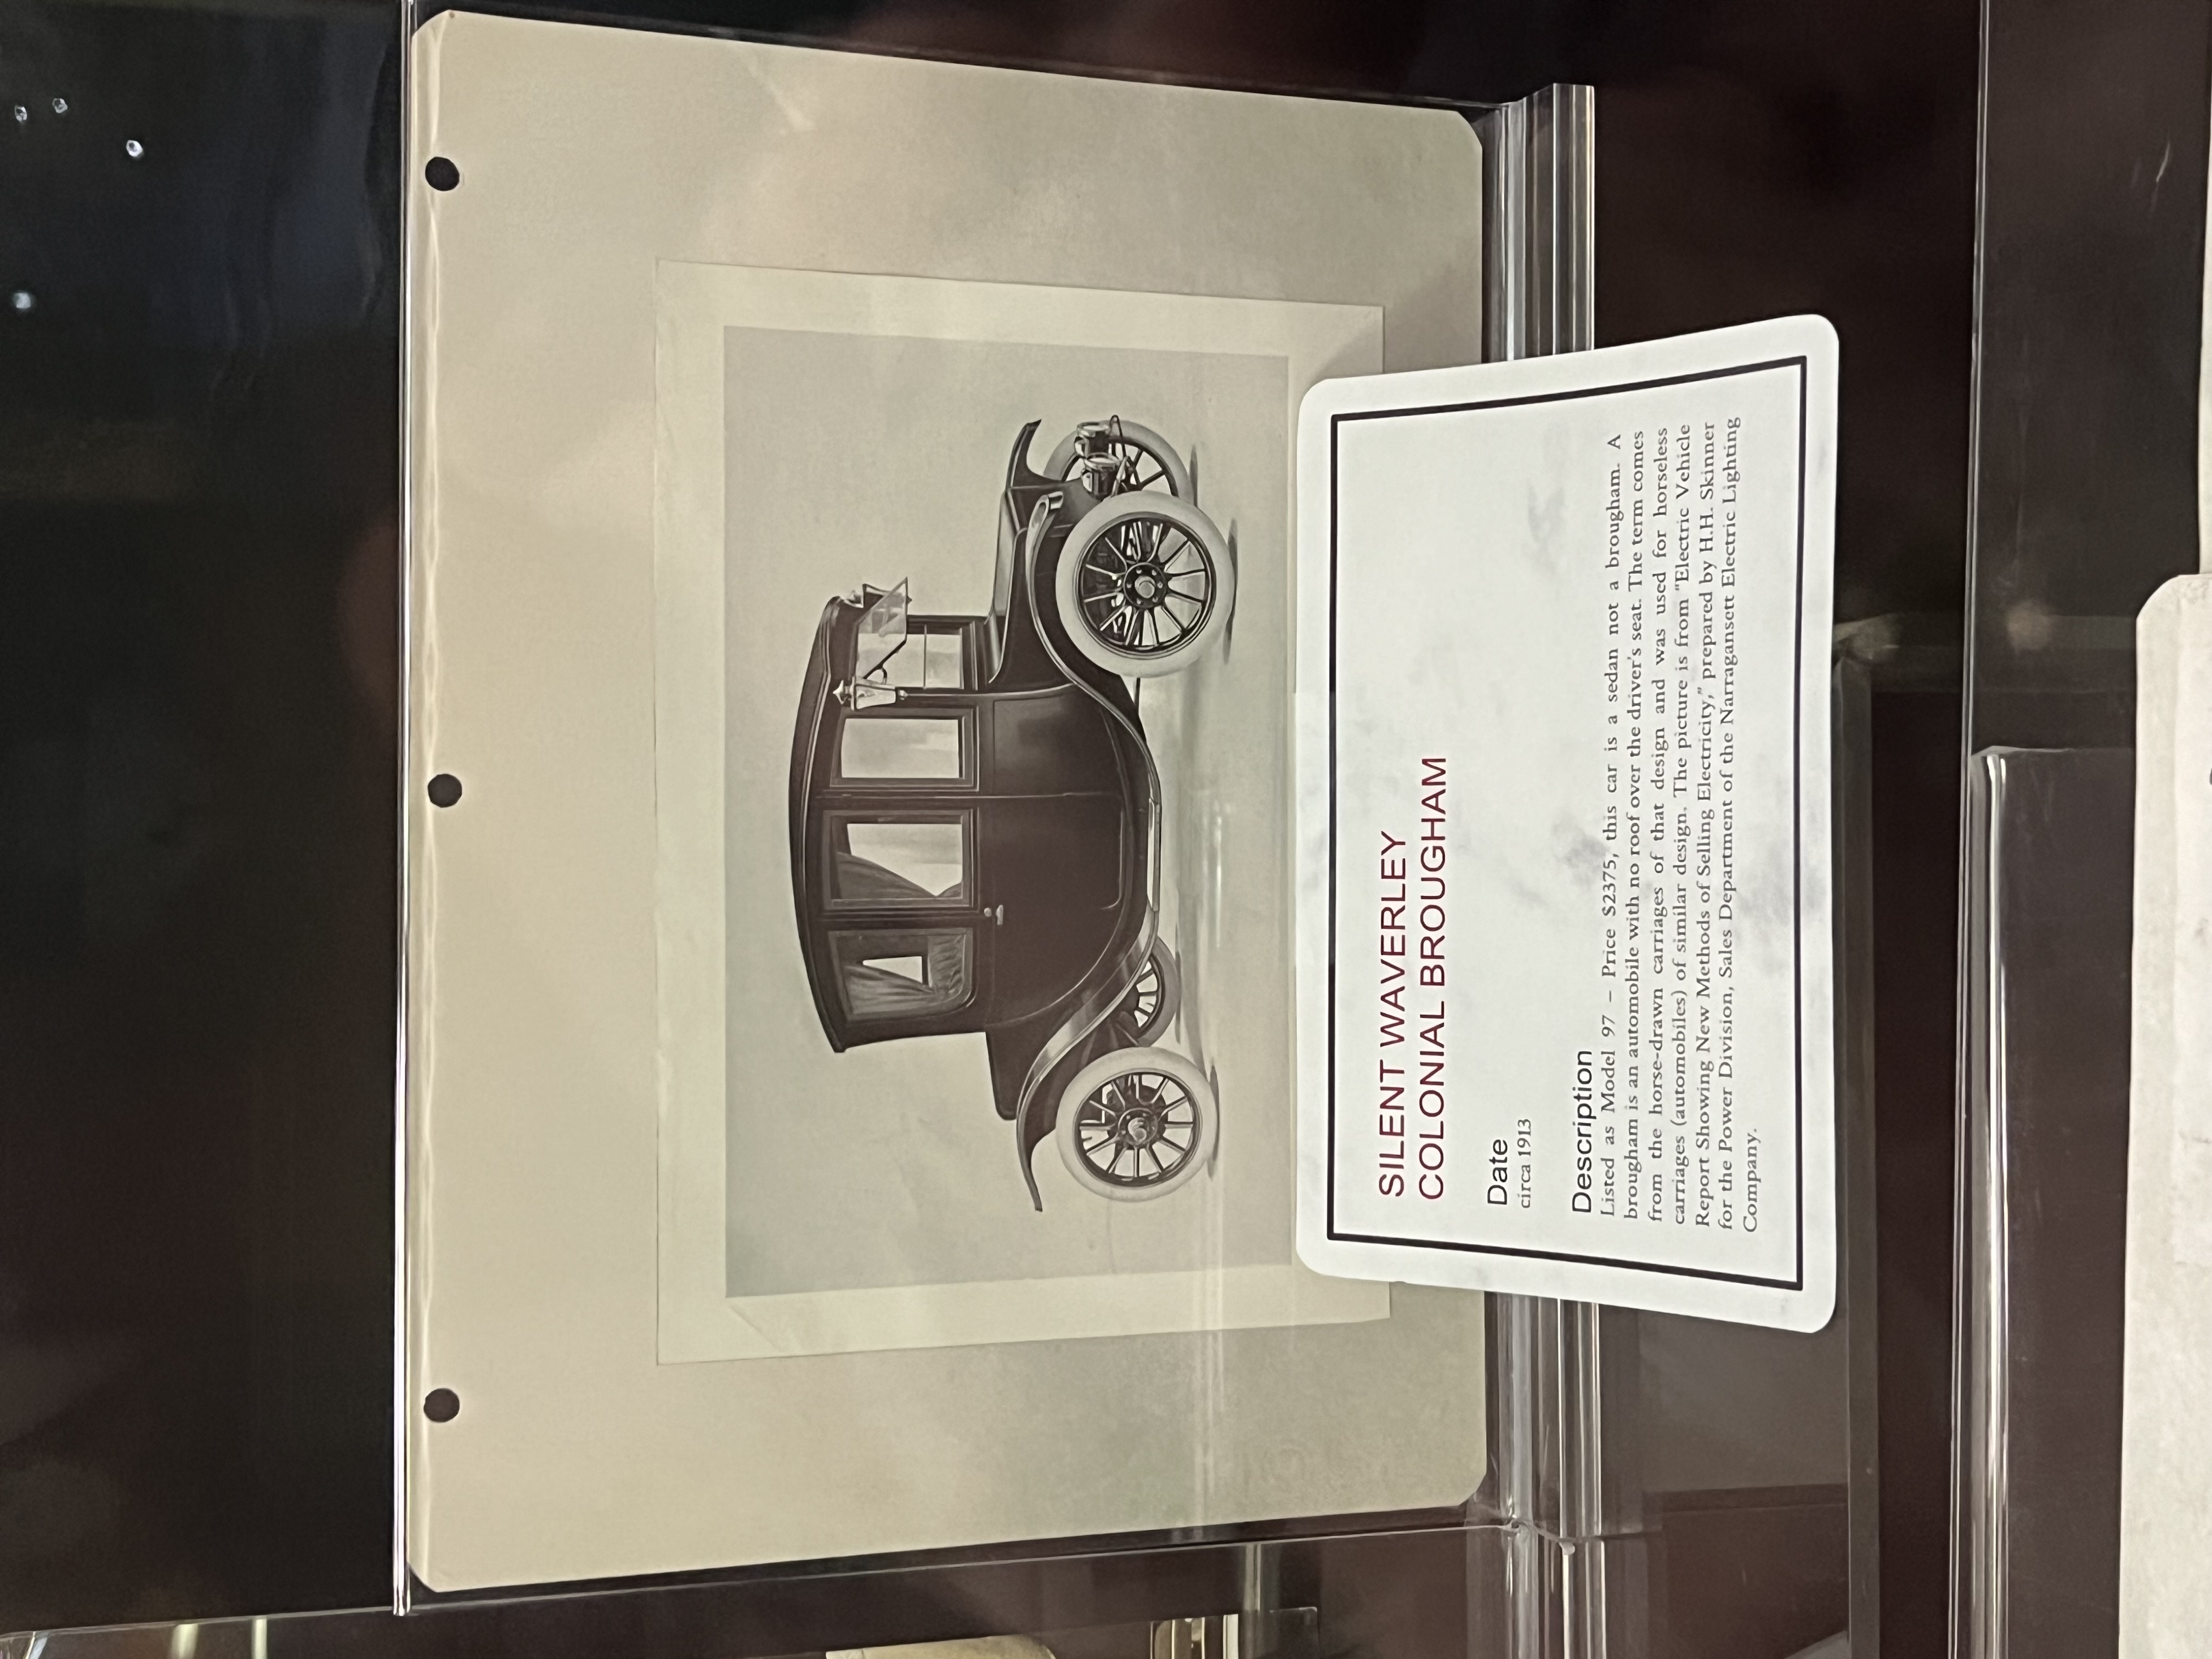 SILENT WAVERLEY
COLONIAL BROUGHAM
Date
circa 1913
Description
Listed as Model 97 – Price $2375, this car is a sedan not a brougham. A
brougham is an automobile with no roof over the driver's seat. The term comes
from the horse-drawn carriages of that design and was used for horseless
carriages (automobiles) of similar design. The picture is from "Electric Vehicle
Report Showing New Methods of Selling Electricity," prepared by H.H. Skinner
for the Power Division, Sales Department of the Narragansett Electric Lighting
Company.